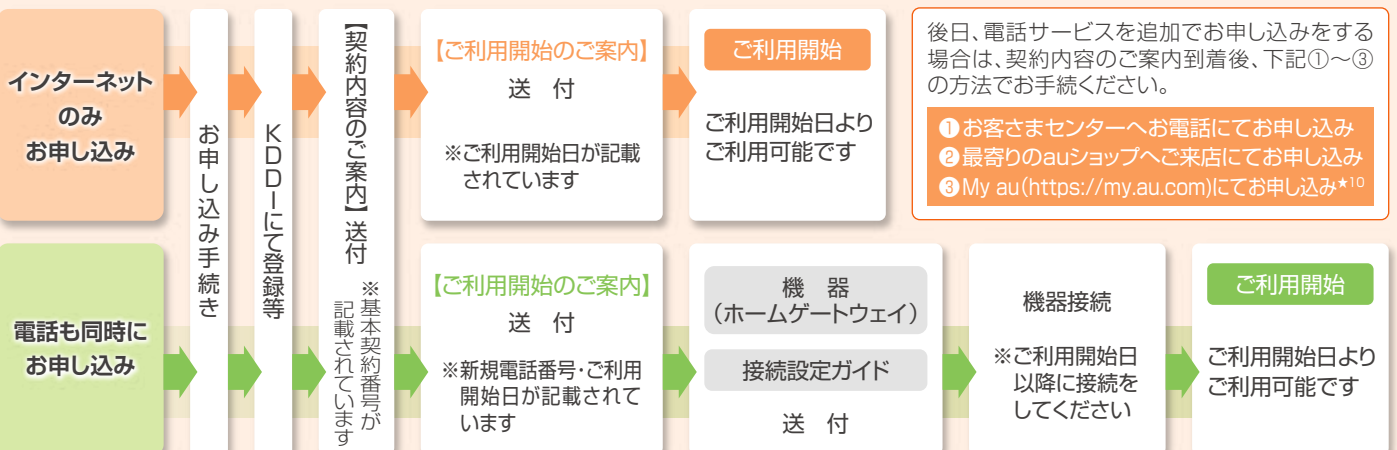 インターネット
のみ
お申し込み
お申し込み手続き
KDDIにて登録等
【契約内容のご案内】送付
※基本契約番号が
記載されています
【ご利用開始のご案内】
送 付
※ご利用開始日が記載
されています
ご利用開始
ご利用開始日より
ご利用可能です
後日、電話サービスを追加でお申し込みをする
場合は、契約内容のご案内到着後、下記①～③
の方法でお手続ください。
❶お客さまセンターへお電話にてお申し込み
❷最寄りのauショップへご来店にてお申し込み
❸My au(https://my.au.com)にてお申し込み★10
電話も同時に
お申し込み
【ご利用開始のご案内】
送 付
※新規電話番号・ご利用
開始日が記載されて
います
機 器
（ホームゲートウェイ）
接続設定ガイド
送 付
機器接続
※ご利用開始日
以降に接続を
してください
ご利用開始
ご利用開始日より
ご利用可能です